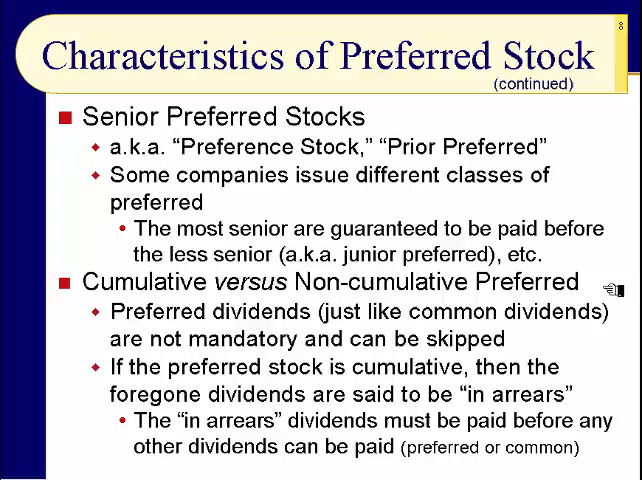 8
Characteristics of Preferred Stock
(continued)
Senior Preferred Stocks
a.k.a. “Preference Stock,” “Prior Preferred”
Some companies issue different classes of
preferred
The most senior are guaranteed to be paid before
the less senior (a.k.a. junior preferred), etc.
Cumulative versus Non-cumulative Preferred
Preferred dividends (just like common dividends)
are not mandatory and can be skipped
If the preferred stock is cumulative, then the
foregone dividends are said to be “in arrears”
The “in arrears” dividends must be paid before any
other dividends can be paid (preferred or common)